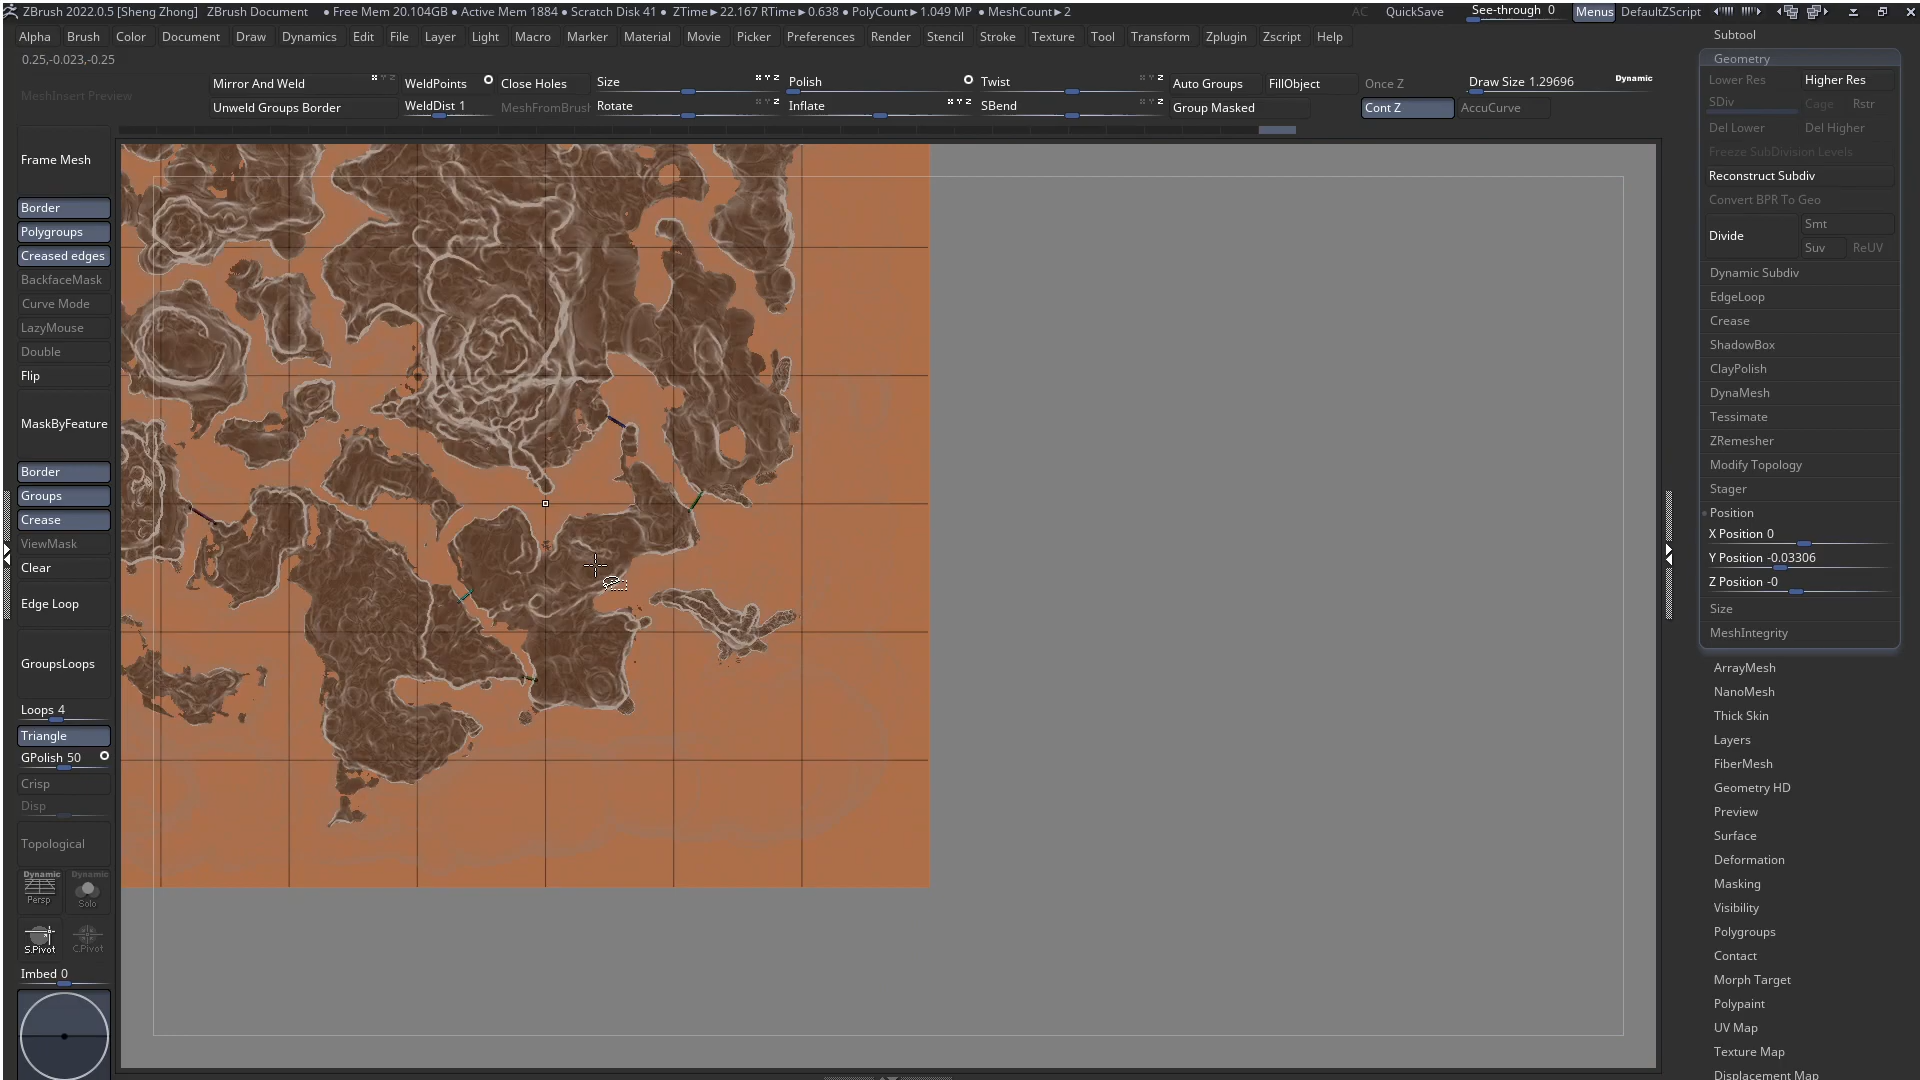 ZBrush 2022.0.5 [Sheng Zhong] ZBrush Document ● Free Mem 20.104GB ● Active Mem 1884 ● Scratch Disk 41 ● ZTime►22.167 RTime►0.638 ● PolyCount►1.049 MP ● MeshCount►2 AC QuickSave See-through 0 Menus DefaultZScript
Alpha Brush Color Document Draw Dynamics Edit File Layer Light Macro Marker Material Movie Picker Preferences Render Stencil Stroke Texture Tool Transform Zplugin Zscript Help
0.25,-0.023,-0.25
MeshInsert Preview
Mirror And Weld WeldPoints Close Holes Size Polish Twist Auto Groups FillObject Once Z Draw Size 1.29696 Dynamic
Unweld Groups Border WeldDist 1 MeshFromBrush Rotate Inflate SBend Group Masked Cont Z AccuCurve
Frame Mesh
Border
Polygroups
Creased edges
BackfaceMask
Curve Mode
LazyMouse
Double
Flip
MaskByFeature
Border
Groups
Crease
ViewMask
Clear
Edge Loop
GroupsLoops
Loops 4
Triangle
GPolish 50
Crisp
Disp
Topological
Dynamic Dynamic
Persp Solo
S.Pivot C.Pivot
Imbed 0
Subtool
Geometry
Lower Res Higher Res
SDiv Cage Rstr
Del Lower Del Higher
Freeze SubDivision Levels
Reconstruct Subdiv
Convert BPR To Geo
Divide Smt
Suv ReUV
Dynamic Subdiv
EdgeLoop
Crease
ShadowBox
ClayPolish
DynaMesh
Tessimate
ZRemesher
Modify Topology
Stager
Position
X Position 0
Y Position -0.03306
Z Position -0
Size
MeshIntegrity
ArrayMesh
NanoMesh
Thick Skin
Layers
FiberMesh
Geometry HD
Preview
Surface
Deformation
Masking
Visibility
Polygroups
Contact
Morph Target
Polypaint
UV Map
Texture Map
Displacement Map